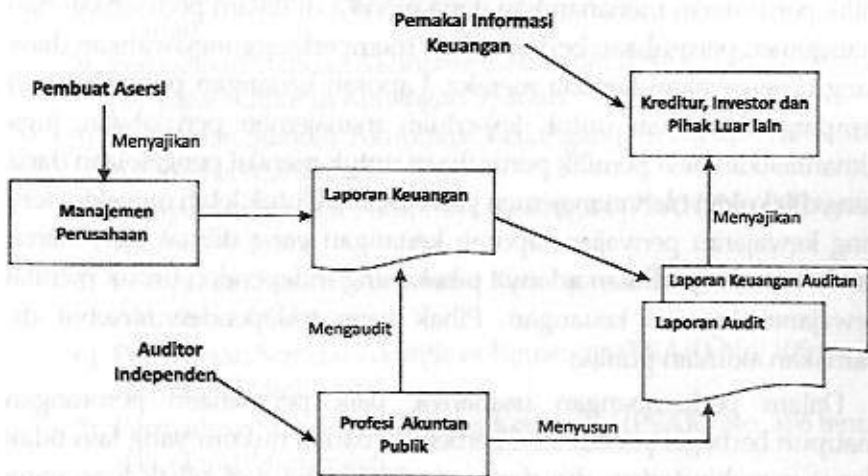 Pemakai Informasi
Keuangan
Pembuat Asersi
Kreditur, Investor dan
Pihak Luar lain
Menyajikan
Manajemen
Perusahaan
Laporan Keuangan
Menyajikan
Laporan Keuangan Auditan
Laporan Audit
Mengaudit
Auditor
Independen
Profesi Akuntan
Publik
Menyusun